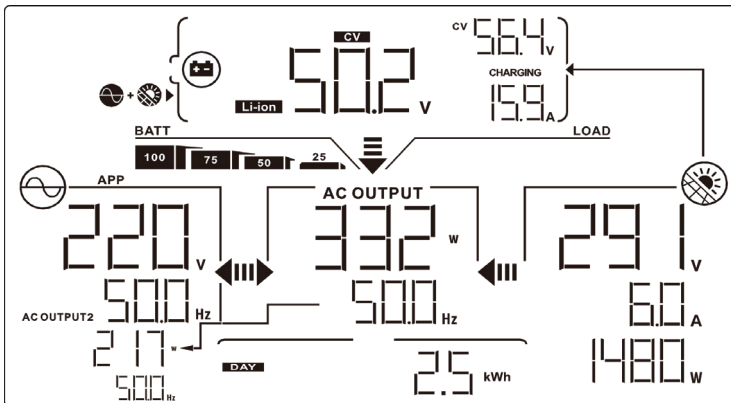 CV
50.2 V
Li-ion
CV 56.4 V
CHARGING
15.9 A
BATT
LOAD
100 75 50 25
APP
220 V
50.0 Hz
AC OUTPUT
332 W
50.0 Hz
291 V
6.0 A
1480 W
AC OUTPUT2
217 W
50.0 Hz
DAY
2.5 kWh